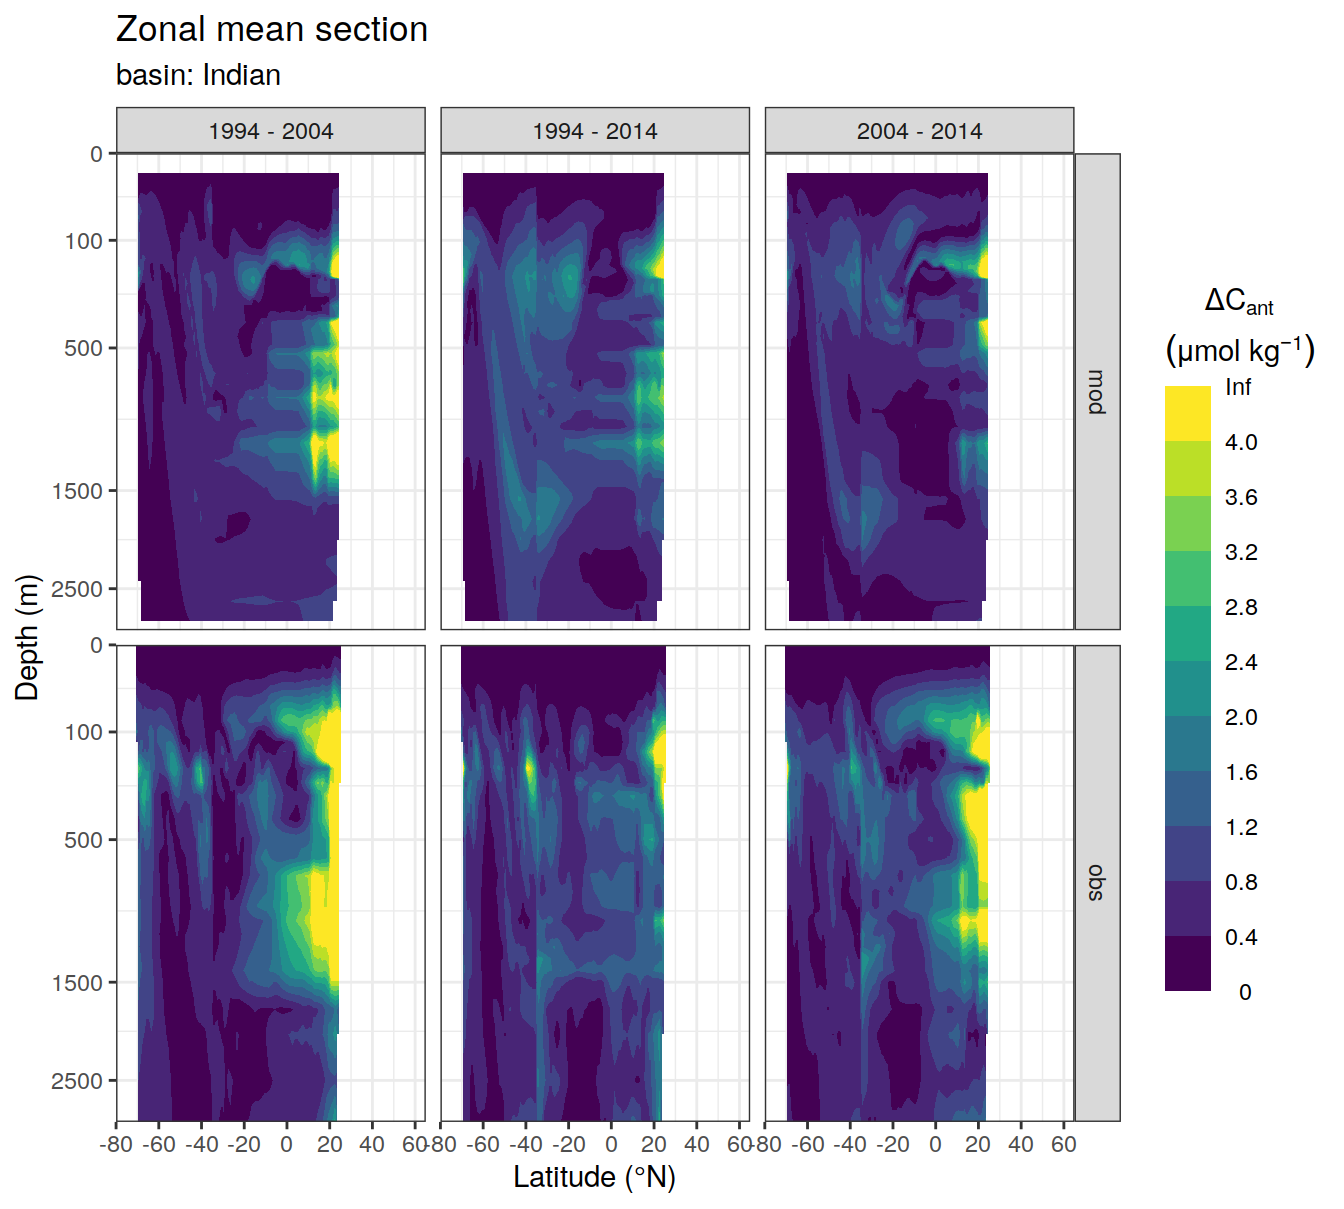 Zonal mean section
basin: Indian
1994 - 2004
1994 - 2014
2004 - 2014
0
100
500
1500
2500
mod
0
100
500
1500
2500
obs
Depth (m)
-80 -60 -40 -20 0 20 40 60
-80 -60 -40 -20 0 20 40 60
-80 -60 -40 -20 0 20 40 60
Latitude (°N)
ΔCant
(μmol kg⁻¹)
Inf
4.0
3.6
3.2
2.8
2.4
2.0
1.6
1.2
0.8
0.4
0